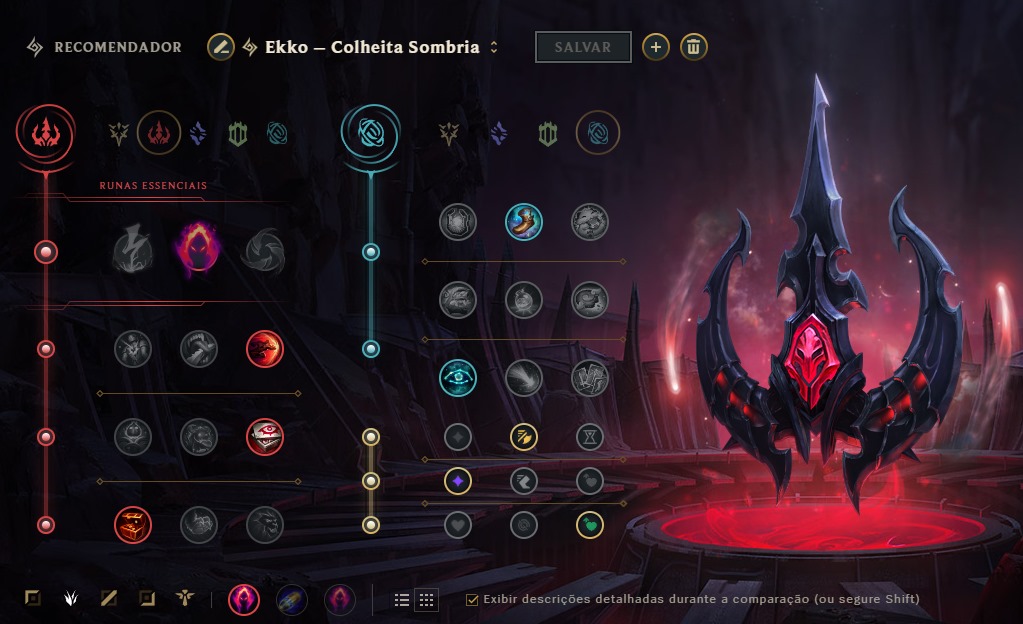 RECOMENDADOR
Ekko — Colheita Sombria
SALVAR
RUNAS ESSENCIAIS
Exibir descrições detalhadas durante a comparação (ou segure Shift)